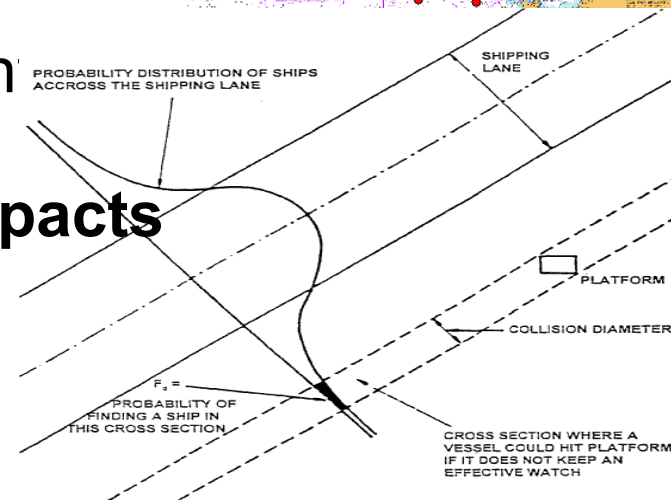 n
PROBABILITY DISTRIBUTION OF SHIPS
ACCROSS THE SHIPPING LANE
SHIPPING
LANE
pacts
PLATFORM
COLLISION DIAMETER
F =
PROBABILITY OF
FINDING A SHIP IN
THIS CROSS SECTION
CROSS SECTION WHERE A
VESSEL COULD HIT PLATFORM
IF IT DOES NOT KEEP AN
EFFECTIVE WATCH